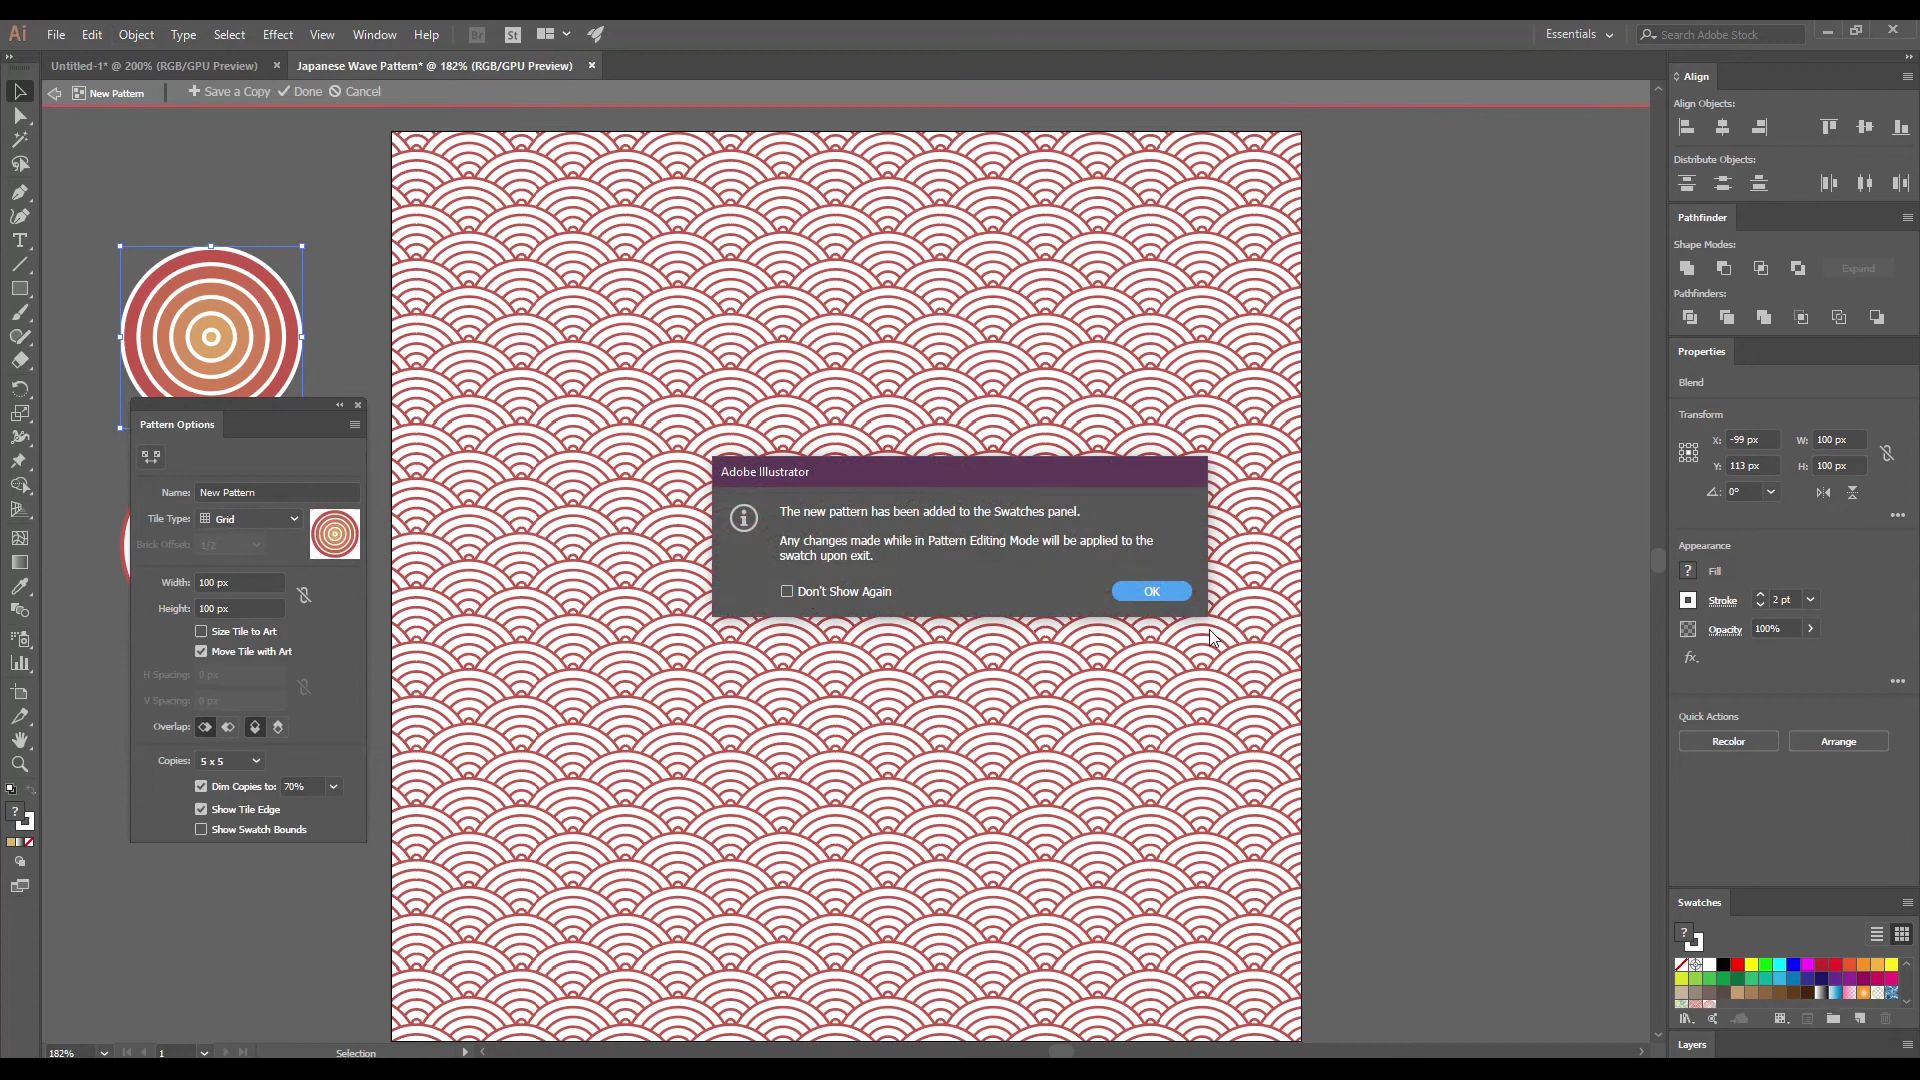 Ai File Edit Object Type Select Effect View Window Help Br St Essentials Search Adobe Stock
Untitled-1* @ 200% (RGB/GPU Preview) Japanese Wave Pattern* @ 182% (RGB/GPU Preview)
New Pattern Save a Copy Done Cancel
Pattern Options
Name: New Pattern
Tile Type: Grid
Brick Offset: 1/2
Width: 100 px
Height: 100 px
Size Tile to Art
Move Tile with Art
H Spacing: 0 px
V Spacing: 0 px
Overlap:
Copies: 5 x 5
Dim Copies to: 70%
Show Tile Edge
Show Swatch Bounds
Adobe Illustrator
The new pattern has been added to the Swatches panel.
Any changes made while in Pattern Editing Mode will be applied to the
swatch upon exit.
Don't Show Again OK
Align
Align Objects:
Distribute Objects:
Pathfinder
Shape Modes:
Expand
Pathfinders:
Properties
Blend
Transform
X: -99 px W: 100 px
Y: 113 px H: 100 px
0°
Appearance
? Fill
Stroke 2 pt
Opacity 100%
fx.
Quick Actions
Recolor Arrange
Swatches
?
Layers
?
182% 1 Selection